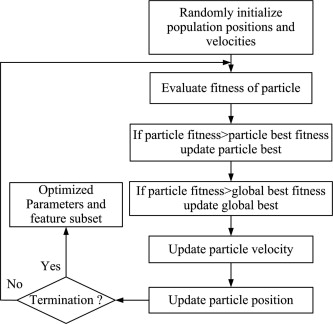 Randomly initialize
population positions and
velocities
Evaluate fitness of particle
If particle fitness>particle best fitness
update particle best
If particle fitness>global best fitness
update global best
Optimized
Parameters and
feature subset
Update particle velocity
Yes
No
Termination ?
Update particle position